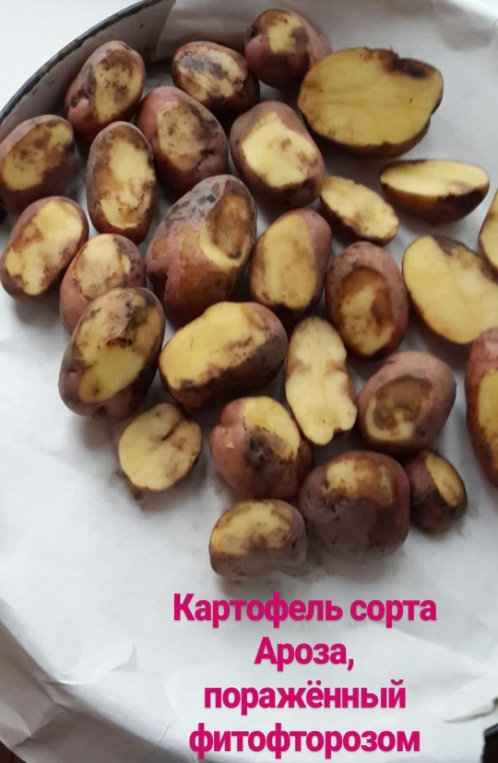 Картофель сорта
Ароза,
поражённый
фитофторозом